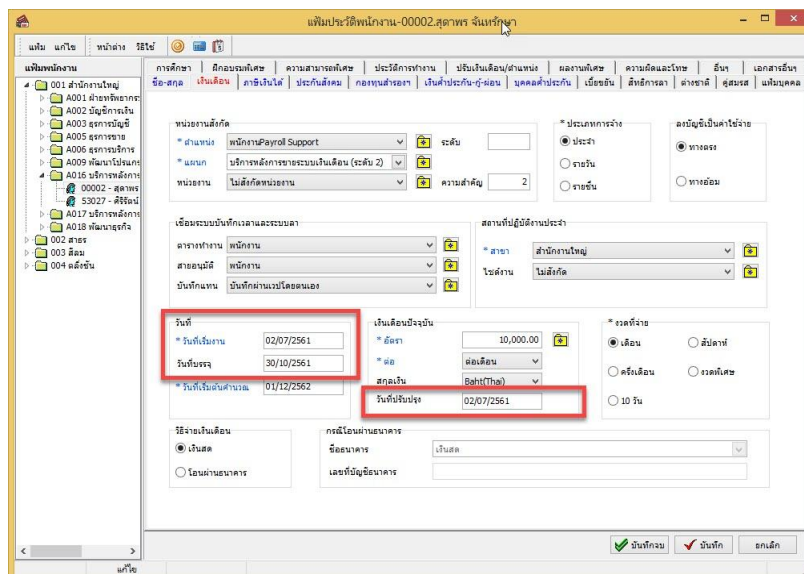 แฟ้มประวัติพนักงาน-00002.สุดาพร จันทร์รักษา
แฟ้ม แก้ไข หน้าต่าง วิธีใช้
แฟ้มพนักงาน
001 สำนักงานใหญ่
A001 ฝ่ายทรัพยากร
A002 บัญชีการเงิน
A003 ธุรการบัญชี
A005 ธุรการขาย
A006 ธุรการบริการ
A009 พัฒนาโปรแกร
A016 บริการหลังการ
00002 - สุดาพร
53027 - ศิริรัตน์
A017 บริการหลังการ
A018 พัฒนาธุรกิจ
002 สาธร
003 สีลม
004 ตลิ่งชัน
การศึกษา ฝึกอบรมพิเศษ ความสามารถพิเศษ ประวัติการทำงาน ปรับเงินเดือน/ตำแหน่ง ผลงานพิเศษ ความผิดและโทษ อื่นๆ เอกสารอื่นๆ
ชื่อ-สกุล เงินเดือน ภาษีเงินได้ ประกันสังคม กองทุนสำรองฯ เงินค้ำประกัน-กู้-ผ่อน บุคคลค้ำประกัน เบี้ยขยัน สิทธิการลา ต่างชาติ คู่สมรส แฟ้มบุคคล
หน่วยงานสังกัด
* ตำแหน่ง พนักงานPayroll Support ระดับ
* แผนก บริการหลังการขายระบบเงินเดือน (ระดับ 2)
หน่วยงาน ไม่สังกัดหน่วยงาน ความสำคัญ 2
* ประเภทการจ้าง
ประจำ
รายวัน
รายชิ้น
ลงบัญชีเป็นค่าใช้จ่าย
ทางตรง
ทางอ้อม
เชื่อมระบบบันทึกเวลาและระบบลา
ตารางทำงาน พนักงาน
สายอนุมัติ พนักงาน
บันทึกแทน บันทึกผ่านเวปโดยตนเอง
สถานที่ปฏิบัติงานประจำ
* สาขา สำนักงานใหญ่
ไซด์งาน ไม่สังกัด
วันที่
* วันที่เริ่มงาน 02/07/2561
วันที่บรรจุ 30/10/2561
* วันที่เริ่มต้นคำนวณ 01/12/2562
เงินเดือนปัจจุบัน
* อัตรา 10,000.00
* ต่อ ต่อเดือน
สกุลเงิน Baht(Thai)
วันที่ปรับปรุง 02/07/2561
* งวดที่จ่าย
เดือน สัปดาห์
ครึ่งเดือน งวดพิเศษ
10 วัน
วิธีจ่ายเงินเดือน
เงินสด
โอนผ่านธนาคาร
กรณีโอนผ่านธนาคาร
ชื่อธนาคาร เงินสด
เลขที่บัญชีธนาคาร
บันทึกจบ บันทึก ยกเลิก
แก้ไข